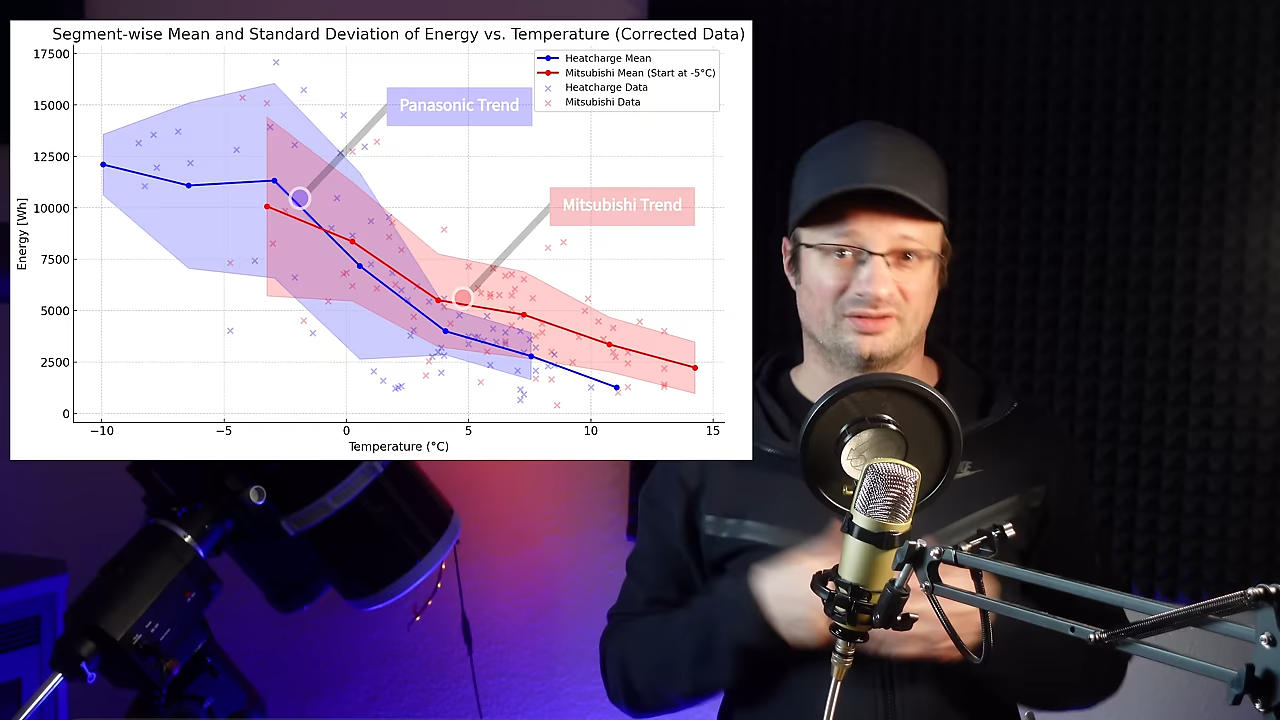 Segment-wise Mean and Standard Deviation of Energy vs. Temperature (Corrected Data)
17500
15000
12500
10000
7500
5000
2500
0
Energy [Wh]
−10
−5
0
5
10
15
Temperature (°C)
Heatcharge Mean
Mitsubishi Mean (Start at -5°C)
Heatcharge Data
Mitsubishi Data
Panasonic Trend
Mitsubishi Trend